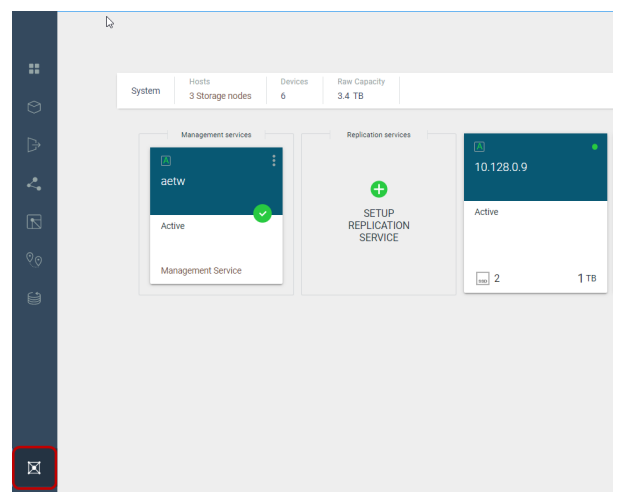 System
Hosts
3 Storage nodes
Devices
6
Raw Capacity
3.4 TB
Management services
A
aetw
Active
Management Service
Replication services
SETUP
REPLICATION
SERVICE
A
10.128.0.9
Active
SSD 2
1 TB